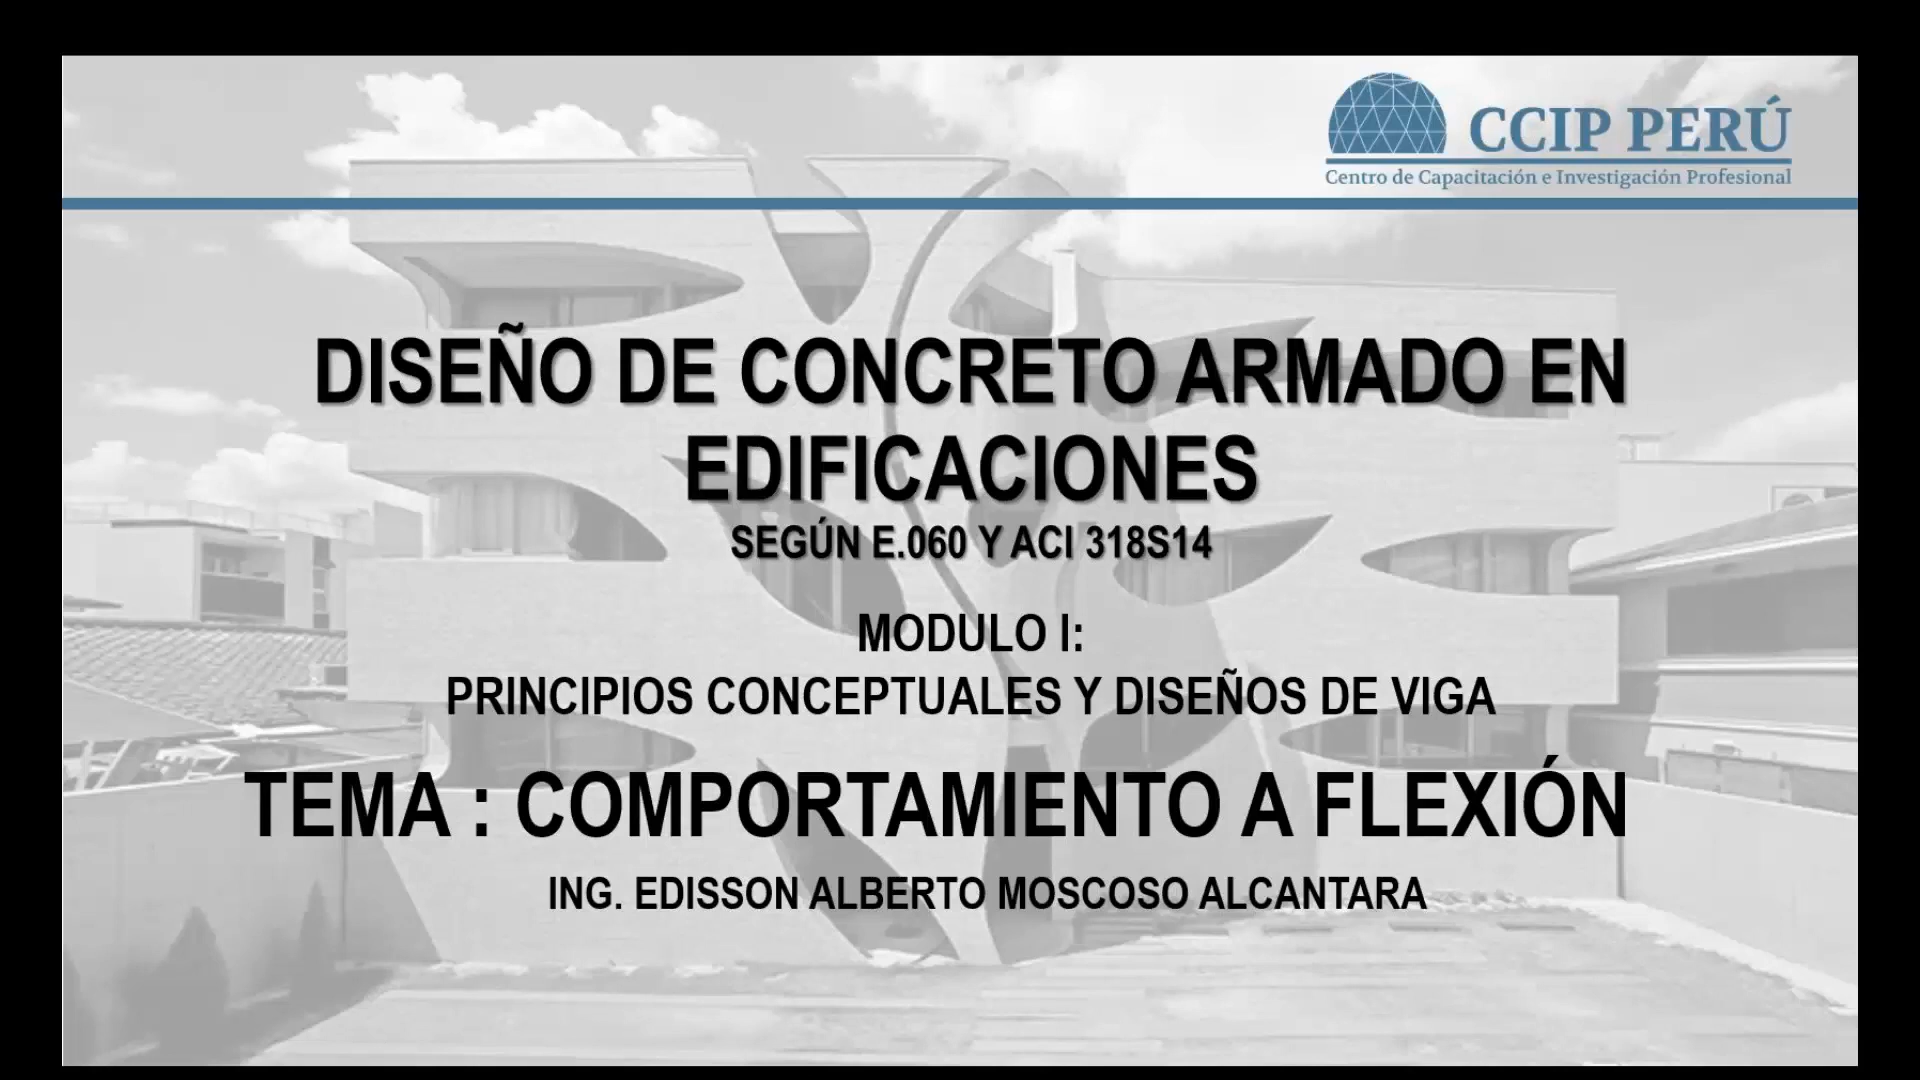 CCIP PERÚ
Centro de Capacitación e Investigación Profesional
DISEÑO DE CONCRETO ARMADO EN
EDIFICACIONES
SEGÚN E.060 Y ACI 318S14
MODULO I:
PRINCIPIOS CONCEPTUALES Y DISEÑOS DE VIGA
TEMA : COMPORTAMIENTO A FLEXIÓN
ING. EDISSON ALBERTO MOSCOSO ALCANTARA